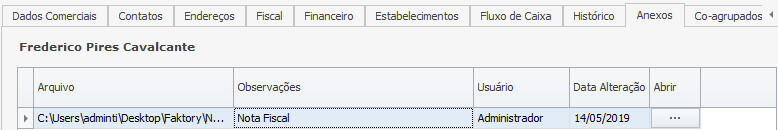 Dados Comerciais Contatos Endereços Fiscal Financeiro Estabelecimentos Fluxo de Caixa Histórico Anexos Co-agrupados
Frederico Pires Cavalcante
Arquivo Observações Usuário Data Alteração Abrir
C:\Users\adminti\Desktop\Faktory\N... Nota Fiscal Administrador 14/05/2019 ...